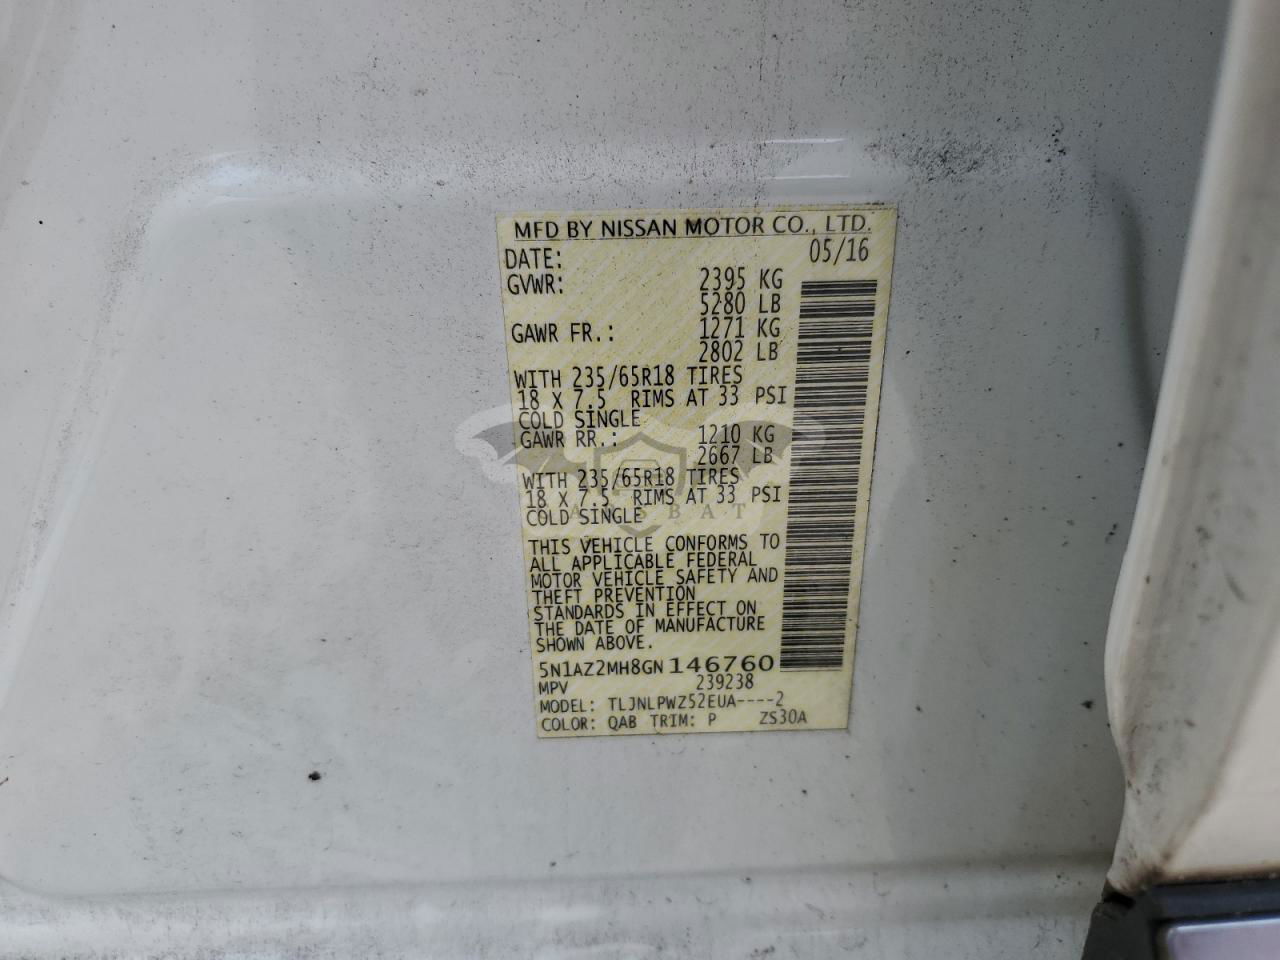 MFD BY NISSAN MOTOR CO., LTD.
DATE: 05/16
GVWR: 2395 KG
5280 LB
GAWR FR.: 1271 KG
2802 LB
WITH 235/65R18 TIRES
18 X 7.5 RIMS AT 33 PSI
COLD SINGLE
GAWR RR.: 1210 KG
2667 LB
WITH 235/65R18 TIRES
18 X 7.5 RIMS AT 33 PSI
COLD SINGLE
THIS VEHICLE CONFORMS TO
ALL APPLICABLE FEDERAL
MOTOR VEHICLE SAFETY AND
THEFT PREVENTION
STANDARDS IN EFFECT ON
THE DATE OF MANUFACTURE
SHOWN ABOVE.
5N1AZ2MH8GN146760
MPV 239238
MODEL: TLJNLPWZ52EUA----2
COLOR: QAB TRIM: P ZS30A